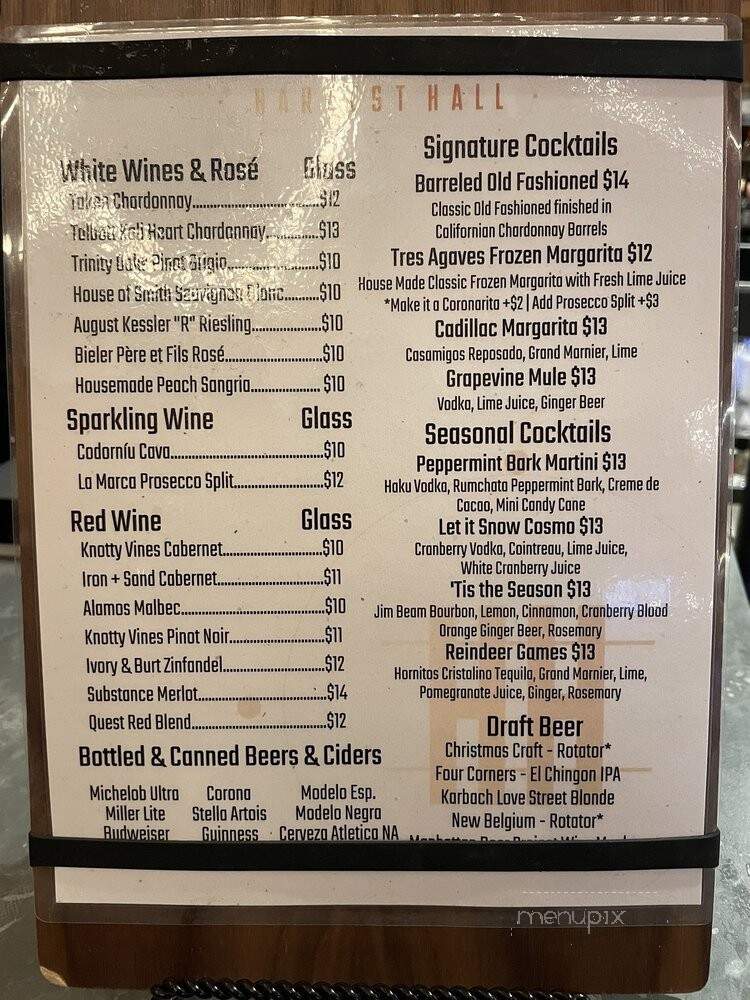 HARVEST HALL
White Wines & Rosé Glass
Taken Chardonnay....................$12
Talbott Kali Heart Chardonnay.............$13
Trinity Oaks Pinot Grigio....................$10
House of Smith Sauvignon Blanc.........$10
August Kessler "R" Riesling..................$10
Bieler Père et Fils Rosé..........................$10
Housemade Peach Sangria.................. $10
Sparkling Wine Glass
Codorníu Cava........................................$10
La Marca Prosecco Split.......................$12
Red Wine Glass
Knotty Vines Cabernet..........................$10
Iron + Sand Cabernet............................$11
Alamos Malbec......................................$10
Knotty Vines Pinot Noir.........................$11
Ivory & Burt Zinfandel...........................$12
Substance Merlot..................................$14
Quest Red Blend...................................$12
Bottled & Canned Beers & Ciders
Michelob Ultra Corona Modelo Esp.
Miller Lite Stella Artois Modelo Negra
Budweiser Guinness Cerveza Atletica NA
Signature Cocktails
Barreled Old Fashioned $14
Classic Old Fashioned finished in
Californian Chardonnay Barrels
Tres Agaves Frozen Margarita $12
House Made Classic Frozen Margarita with Fresh Lime Juice
*Make it a Coronarita +$2 | Add Prosecco Split +$3
Cadillac Margarita $13
Casamigos Reposado, Grand Marnier, Lime
Grapevine Mule $13
Vodka, Lime Juice, Ginger Beer
Seasonal Cocktails
Peppermint Bark Martini $13
Haku Vodka, Rumchata Peppermint Bark, Creme de
Cacao, Mini Candy Cane
Let it Snow Cosmo $13
Cranberry Vodka, Cointreau, Lime Juice,
White Cranberry Juice
'Tis the Season $13
Jim Beam Bourbon, Lemon, Cinnamon, Cranberry Blood
Orange Ginger Beer, Rosemary
Reindeer Games $13
Hornitos Cristalino Tequila, Grand Marnier, Lime,
Pomegranate Juice, Ginger, Rosemary
Draft Beer
Christmas Craft - Rotator*
Four Corners - El Chingon IPA
Karbach Love Street Blonde
New Belgium - Rotator*
menupix